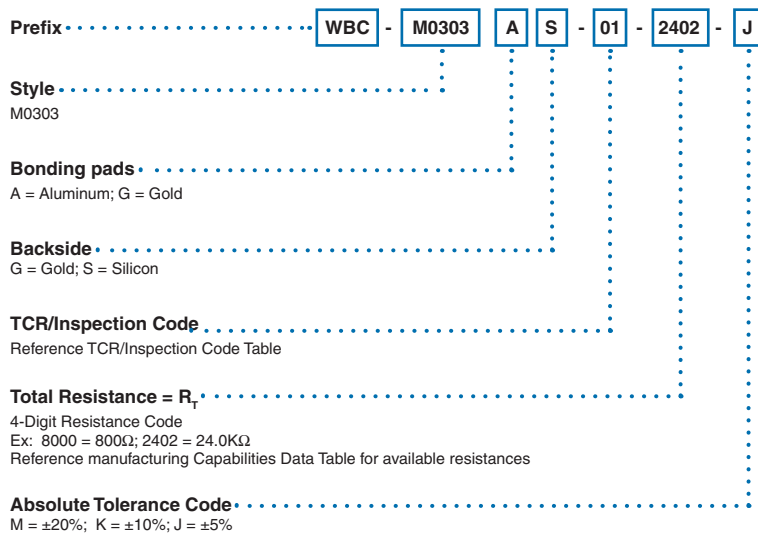 Prefix WBC - M0303 A S - 01 - 2402 - J
Style
M0303
Bonding pads
A = Aluminum; G = Gold
Backside
G = Gold; S = Silicon
TCR/Inspection Code
Reference TCR/Inspection Code Table
Total Resistance = R_T
4-Digit Resistance Code
Ex: 8000 = 800Ω; 2402 = 24.0KΩ
Reference manufacturing Capabilities Data Table for available resistances
Absolute Tolerance Code
M = ±20%; K = ±10%; J = ±5%